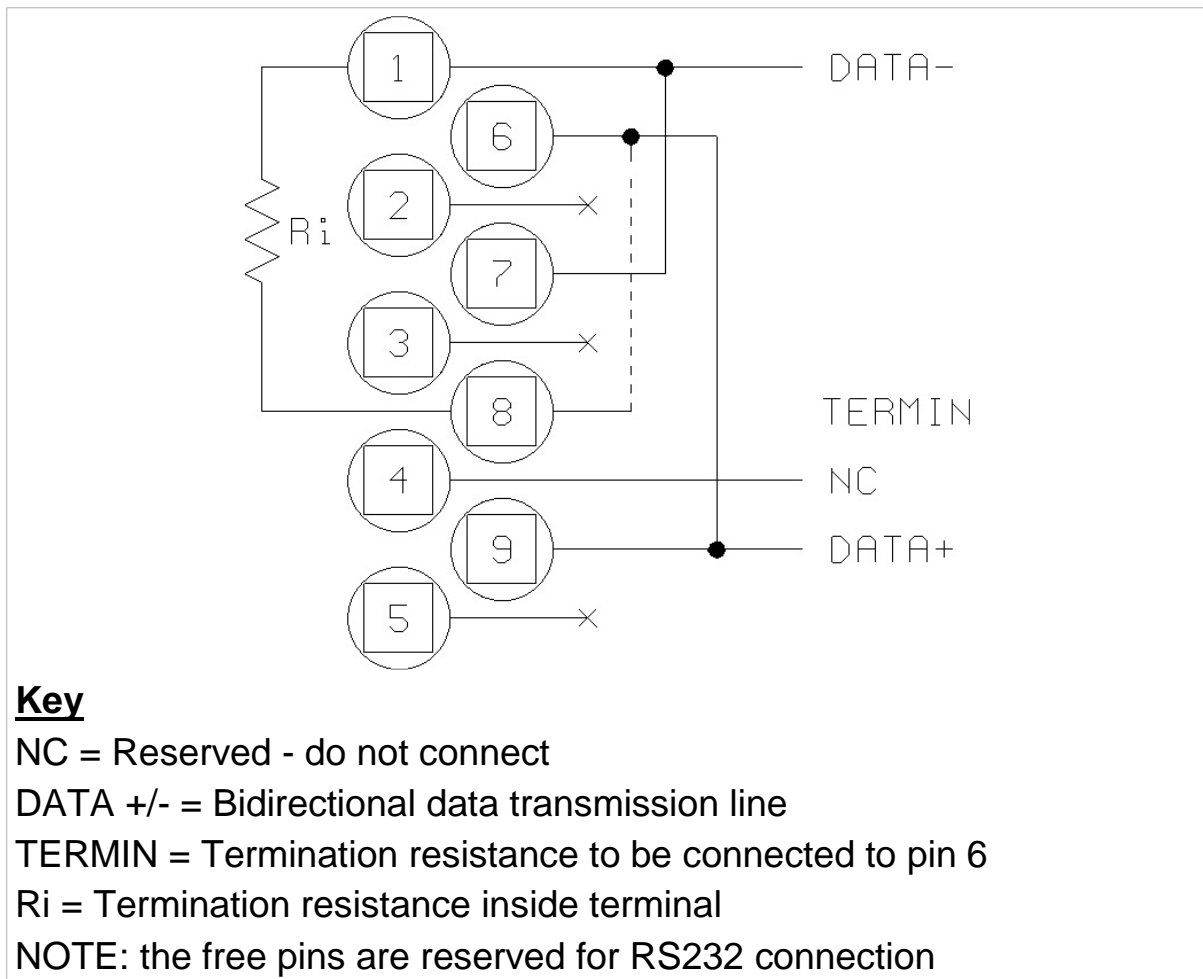 1 DATA-
6
2
Ri
7
3
8 TERMIN
4 NC
9 DATA+
5
Key
NC = Reserved - do not connect
DATA +/- = Bidirectional data transmission line
TERMIN = Termination resistance to be connected to pin 6
Ri = Termination resistance inside terminal
NOTE: the free pins are reserved for RS232 connection